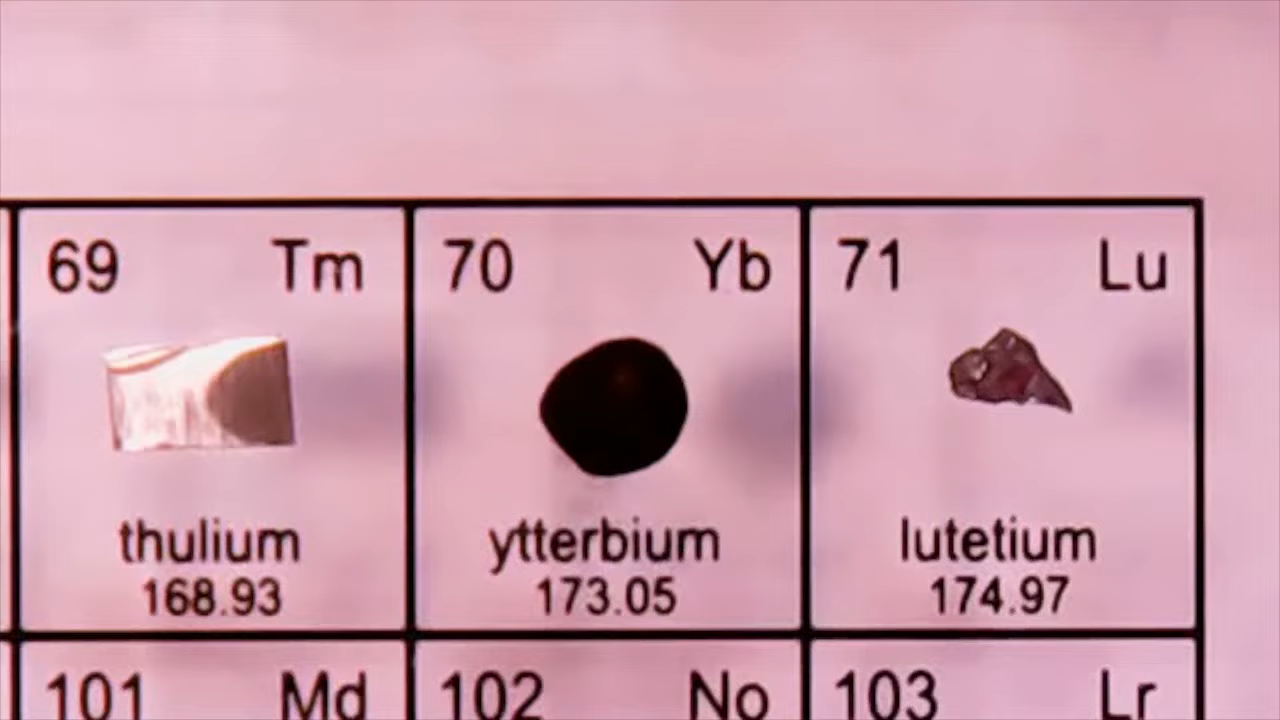 69 Tm 70 Yb 71 Lu
thulium ytterbium lutetium
168.93 173.05 174.97
101 Md 102 No 103 Lr